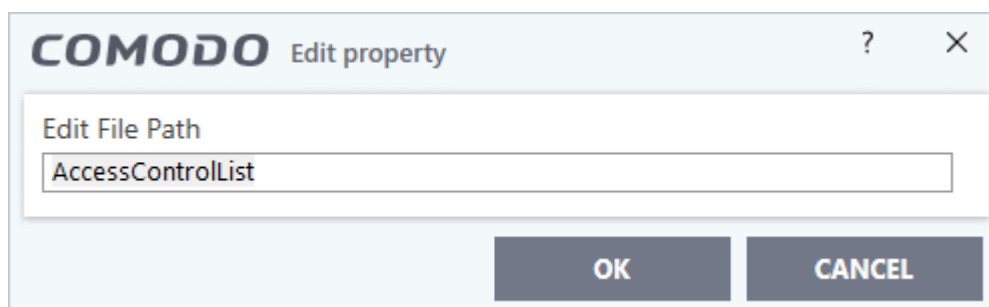 COMODO Edit property ?
Edit File Path
AccessControlList
OK CANCEL